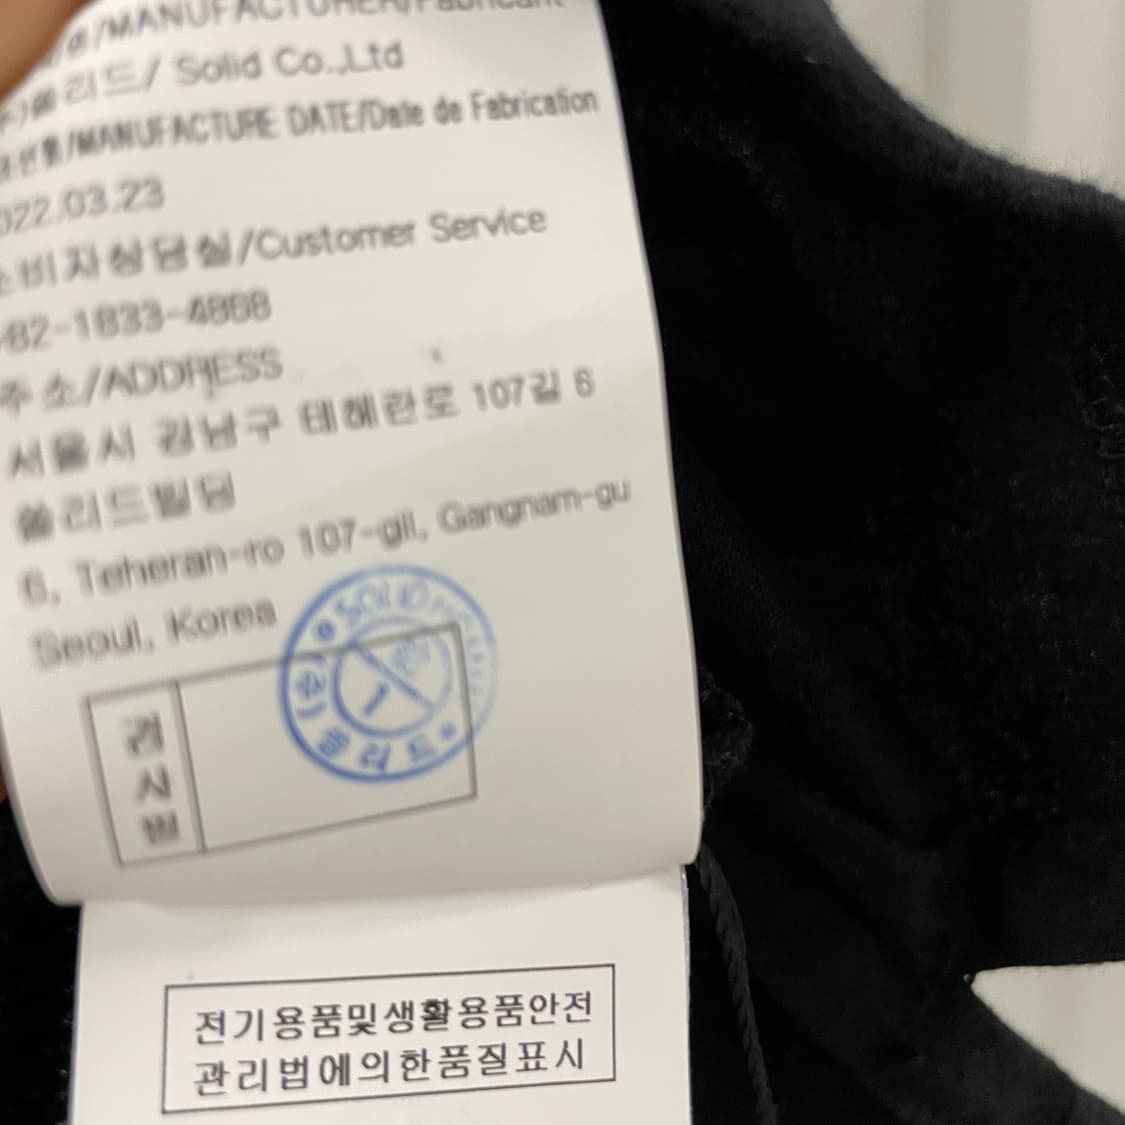 /MANUFACTURER/Fabricant
쏠리드/ Solid Co.,Ltd
/MANUFACTURE DATE/Date de Fabrication
022.03.23
비자상담실/Customer Service
82-1833-4868
주소/ADDRESS
서울시 강남구 테헤란로 107길 6
쏠리드빌딩
6, Teheran-ro 107-gil, Gangnam-gu
Seoul, Korea
SOLID
(주) 쏠리드
검사필
전기용품및생활용품안전
관리법에의한품질표시